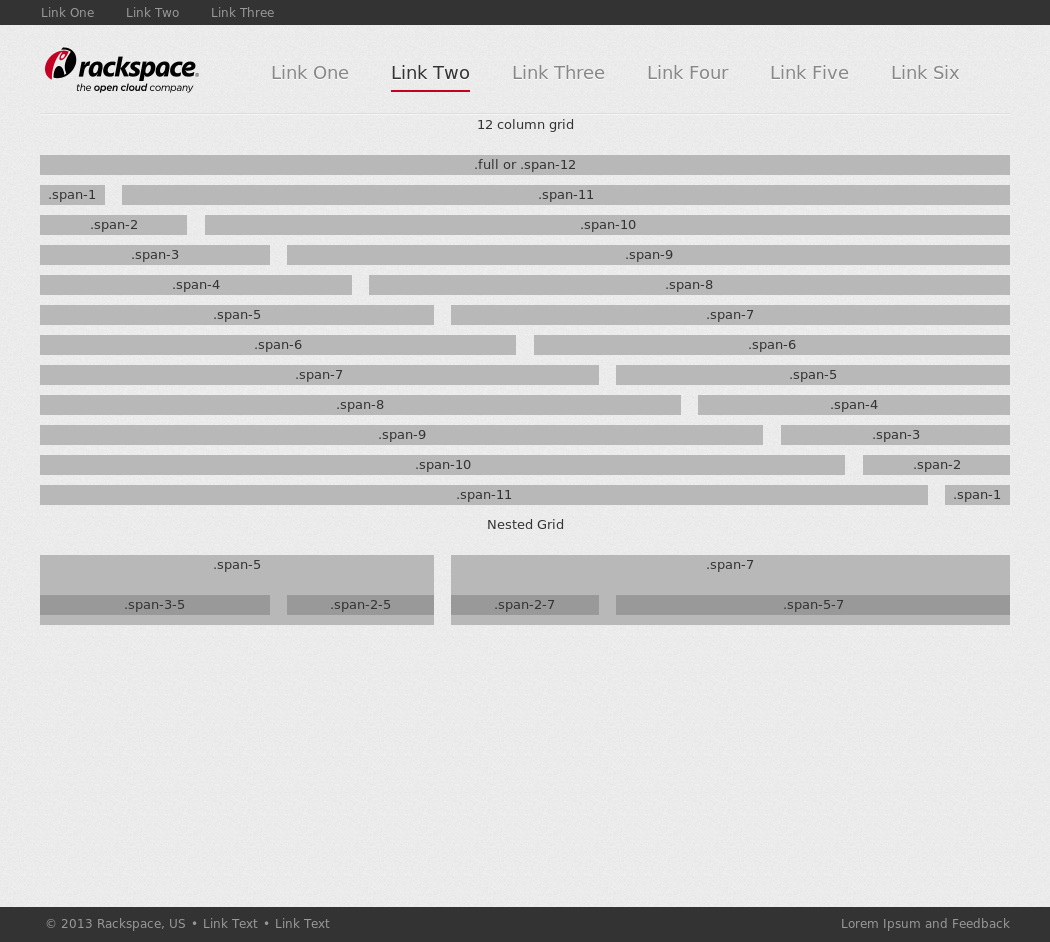 Link One Link Two Link Three
rackspace®
the open cloud company
Link One Link Two Link Three Link Four Link Five Link Six
12 column grid
.full or .span-12
.span-1 .span-11
.span-2 .span-10
.span-3 .span-9
.span-4 .span-8
.span-5 .span-7
.span-6 .span-6
.span-7 .span-5
.span-8 .span-4
.span-9 .span-3
.span-10 .span-2
.span-11 .span-1
Nested Grid
.span-5 .span-7
.span-3-5 .span-2-5 .span-2-7 .span-5-7
© 2013 Rackspace, US • Link Text • Link Text Lorem Ipsum and Feedback